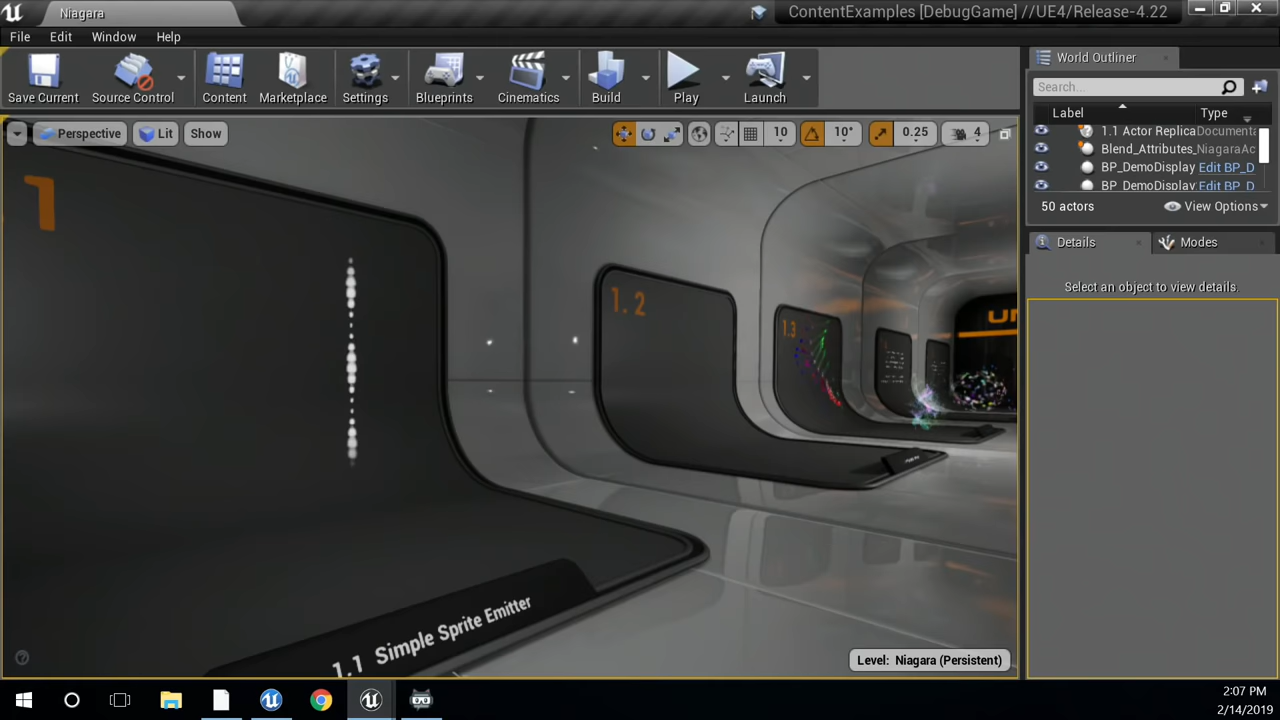 Niagara
ContentExamples [DebugGame] //UE4/Release-4.22
File Edit Window Help
Save Current Source Control Content Marketplace Settings Blueprints Cinematics Build Play Launch
World Outliner
Search...
Label Type
1.1 Actor Replica Documenta
Blend_Attributes_ NiagaraAc
BP_DemoDisplay Edit BP_D
BP_DemoDisplay Edit BP_D
50 actors View Options
Details Modes
Select an object to view details.
Perspective Lit Show 10 10° 0.25 4
1
1.2
1.3
1.1 Simple Sprite Emitter
Level: Niagara (Persistent)
2:07 PM
2/14/2019